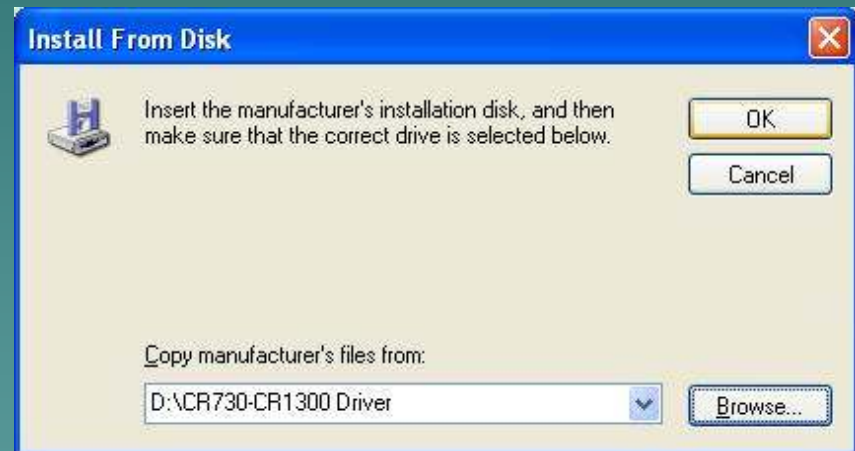 Install From Disk
Insert the manufacturer's installation disk, and then
make sure that the correct drive is selected below.
OK
Cancel
Copy manufacturer's files from:
D:\CR730-CR1300 Driver
Browse...